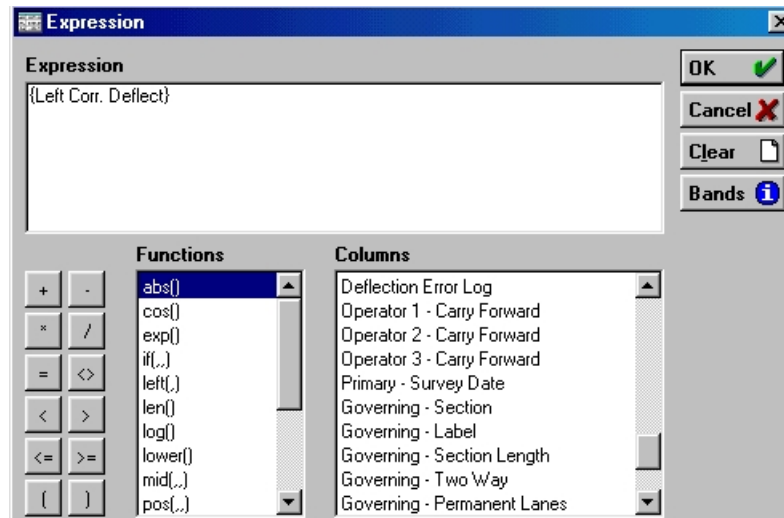 Expression
Expression
{Left Corr. Deflect}
OK
Cancel
Clear
Bands
Functions
Columns
+ -
* /
= <>
< >
<= >=
( )
abs()
cos()
exp()
if(,,)
left(,)
len()
log()
lower()
mid(,,)
pos(,,)
Deflection Error Log
Operator 1 - Carry Forward
Operator 2 - Carry Forward
Operator 3 - Carry Forward
Primary - Survey Date
Governing - Section
Governing - Label
Governing - Section Length
Governing - Two Way
Governing - Permanent Lanes